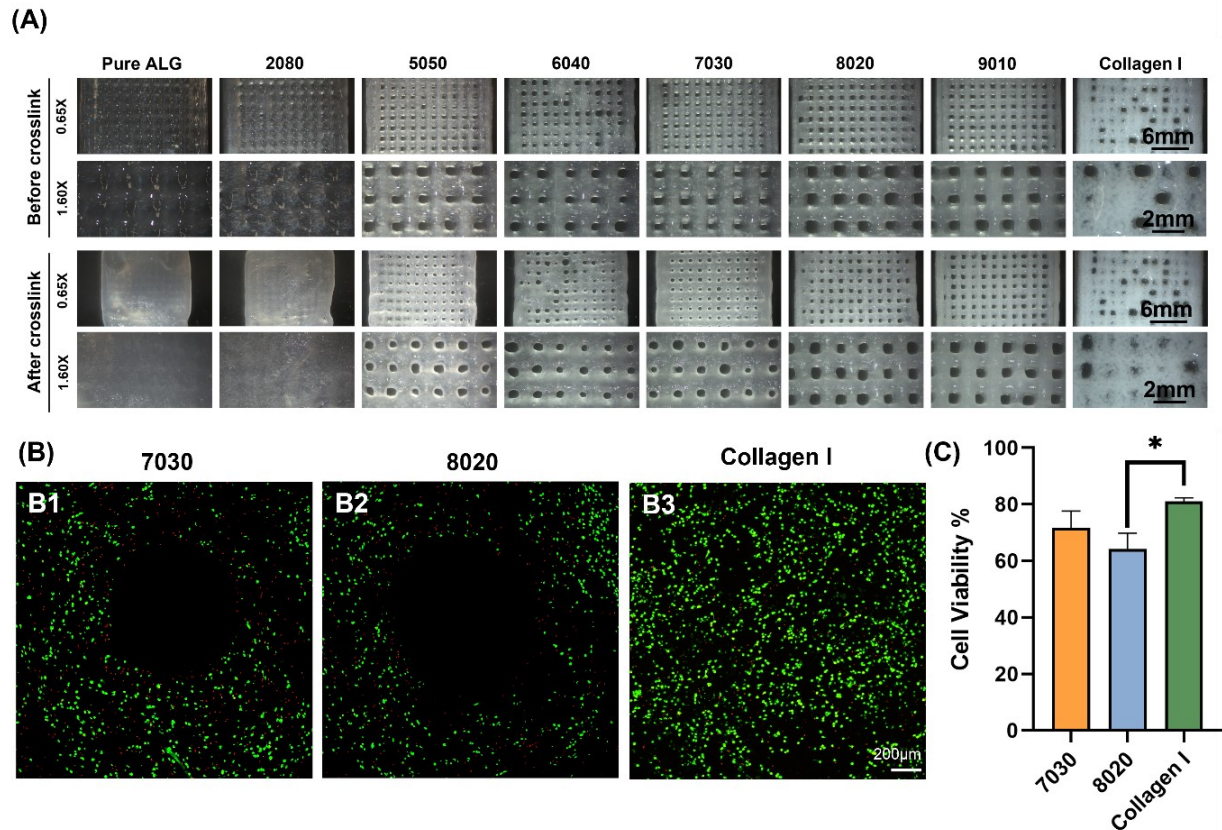 (A)
Pure ALG 2080 5050 6040 7030 8020 9010 Collagen I
Before crosslink
0.65X
6mm
1.60X
2mm
After crosslink
0.65X
6mm
1.60X
2mm
(B)
7030 8020 Collagen I
B1 B2 B3
200μm
(C)
*
Cell Viability %
100
80
60
40
20
0
7030 8020 Collagen I